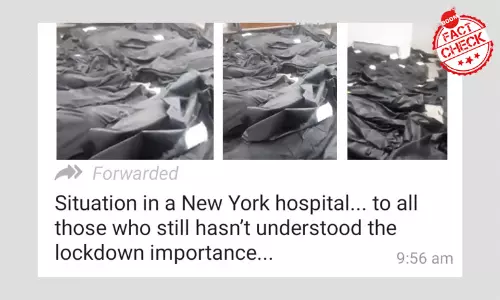 BOOM
FACT
CHECK
Forwarded
Situation in a New York hospital... to all
those who still hasn't understood the
lockdown importance...
9:56 am